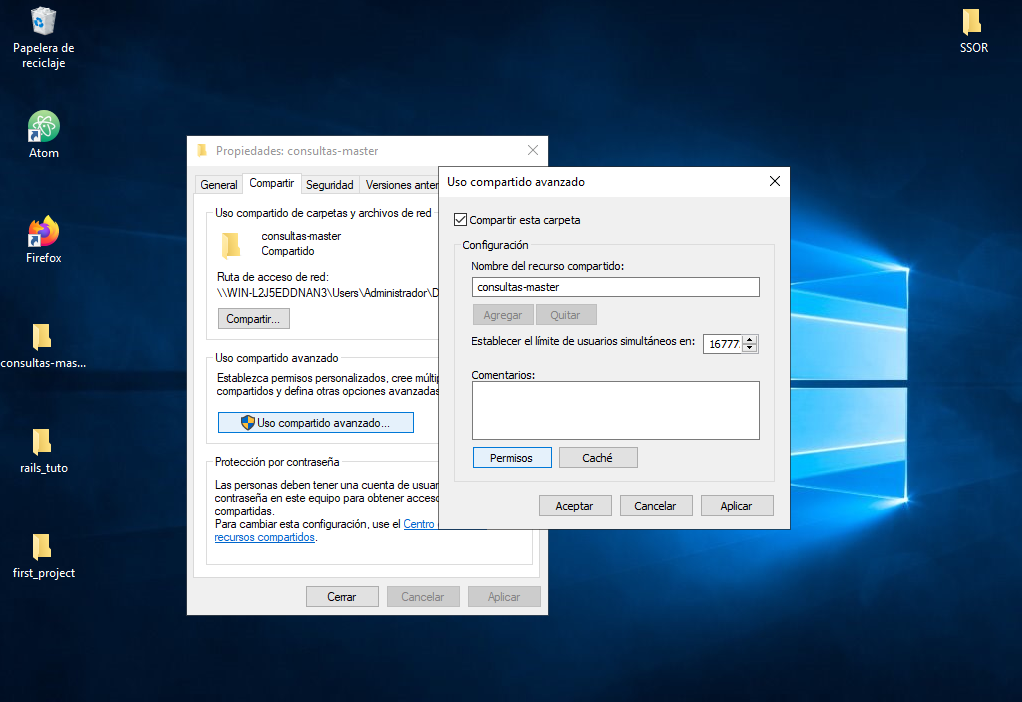 Papelera de
reciclaje
Atom
Firefox
consultas-mas...
rails_tuto
first_project
SSOR
Propiedades: consultas-master
General
Compartir
Seguridad
Versiones anter
Uso compartido de carpetas y archivos de red
consultas-master
Compartido
Ruta de acceso de red:
\\WIN-L2J5EDDNAN3\Users\Administrador\D
Compartir...
Uso compartido avanzado
Establezca permisos personalizados, cree múltip
compartidos y defina otras opciones avanzadas
Uso compartido avanzado...
Protección por contraseña
Las personas deben tener una cuenta de usuar
contraseña en este equipo para obtener acceso
compartidas.
Para cambiar esta configuración, use el Centro
recursos compartidos.
Cerrar
Cancelar
Aplicar
Uso compartido avanzado
Compartir esta carpeta
Configuración
Nombre del recurso compartido:
consultas-master
Agregar
Quitar
Establecer el límite de usuarios simultáneos en:
16777
Comentarios:
Permisos
Caché
Aceptar
Cancelar
Aplicar